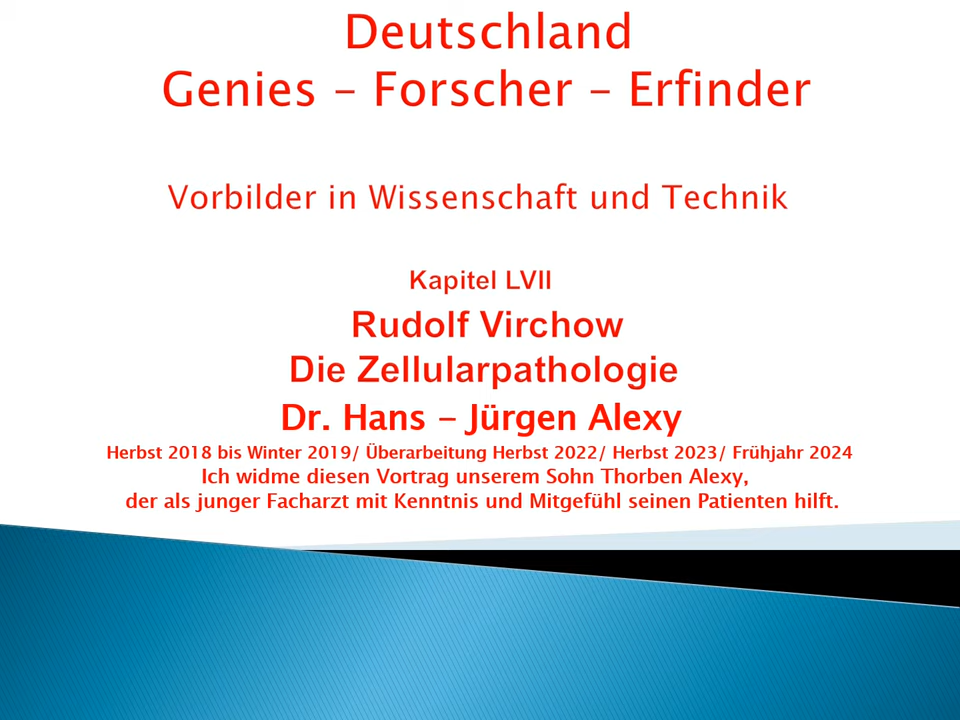 Deutschland
Genies – Forscher – Erfinder
Vorbilder in Wissenschaft und Technik
Kapitel LVII
Rudolf Virchow
Die Zellularpathologie
Dr. Hans – Jürgen Alexy
Herbst 2018 bis Winter 2019/ Überarbeitung Herbst 2022/ Herbst 2023/ Frühjahr 2024
Ich widme diesen Vortrag unserem Sohn Thorben Alexy,
der als junger Facharzt mit Kenntnis und Mitgefühl seinen Patienten hilft.